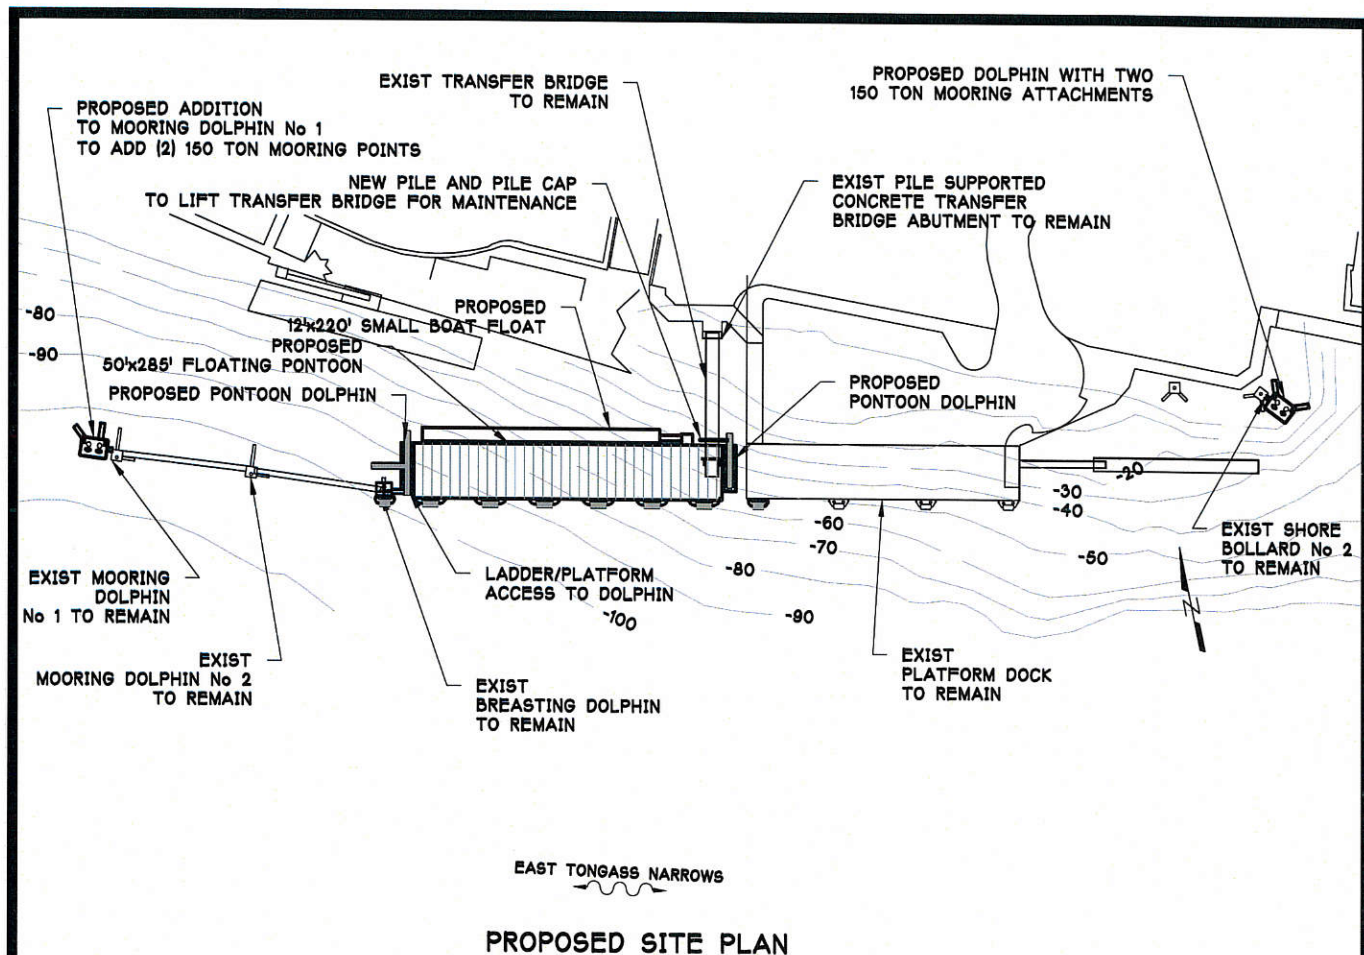 EXIST TRANSFER BRIDGE
TO REMAIN
PROPOSED DOLPHIN WITH TWO
150 TON MOORING ATTACHMENTS
PROPOSED ADDITION
TO MOORING DOLPHIN No 1
TO ADD (2) 150 TON MOORING POINTS
NEW PILE AND PILE CAP
TO LIFT TRANSFER BRIDGE FOR MAINTENANCE
EXIST PILE SUPPORTED
CONCRETE TRANSFER
BRIDGE ABUTMENT TO REMAIN
-80
-90
PROPOSED
12'x220' SMALL BOAT FLOAT
PROPOSED
50'x285' FLOATING PONTOON
PROPOSED PONTOON DOLPHIN
PROPOSED
PONTOON DOLPHIN
-20
-30
-40
-50
-60
-70
-80
-90
-100
EXIST SHORE
BOLLARD No 2
TO REMAIN
EXIST MOORING
DOLPHIN
No 1 TO REMAIN
LADDER/PLATFORM
ACCESS TO DOLPHIN
EXIST
MOORING DOLPHIN No 2
TO REMAIN
EXIST
BREASTING DOLPHIN
TO REMAIN
EXIST
PLATFORM DOCK
TO REMAIN
N
EAST TONGASS NARROWS
PROPOSED SITE PLAN